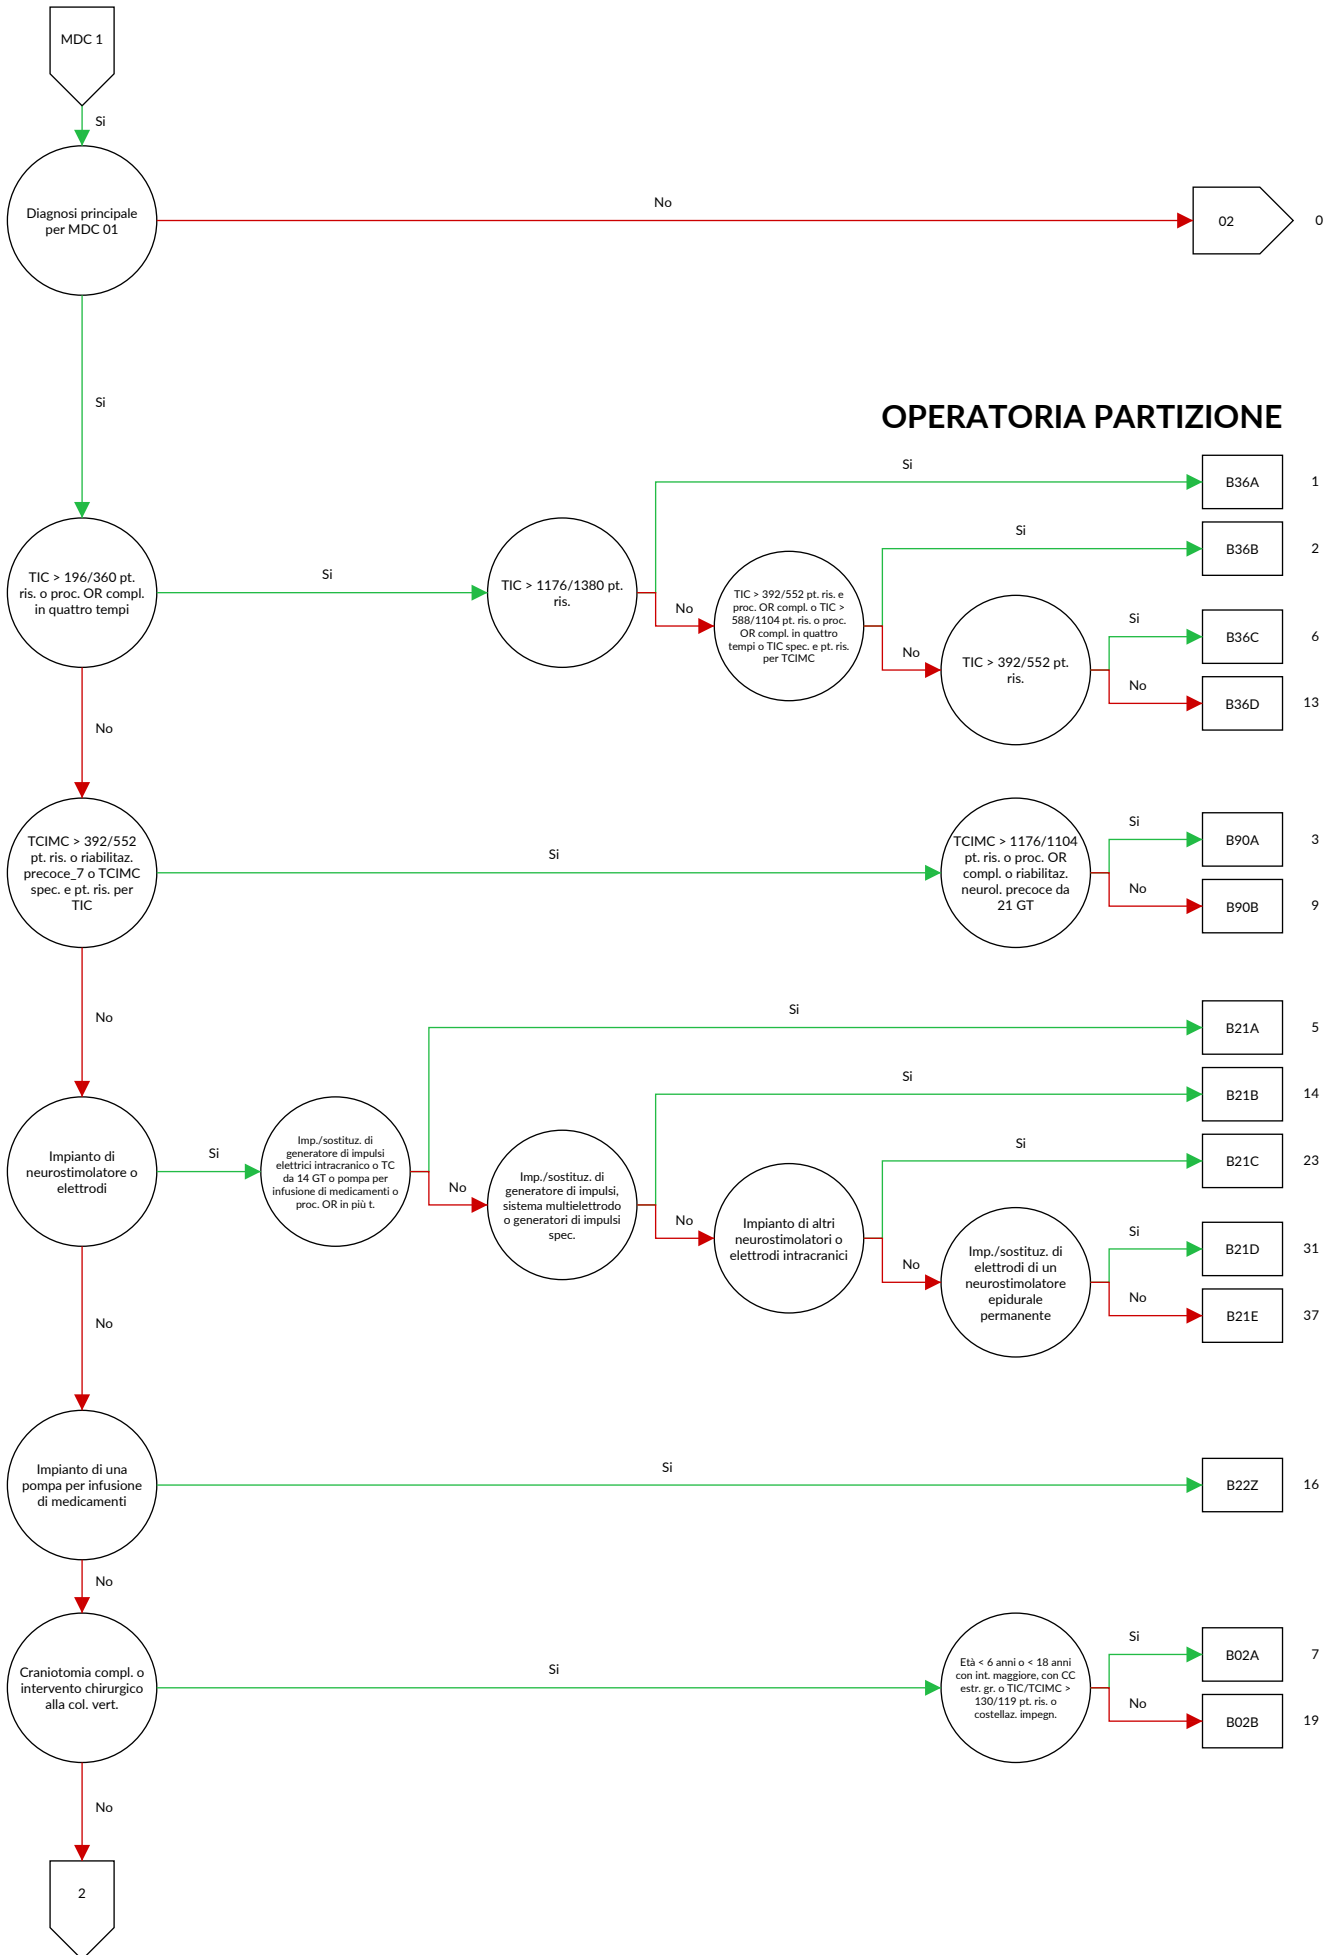 MDC 1
Si
Diagnosi principale
per MDC 01
No
02
0
Si
OPERATORIA PARTIZIONE
TIC > 196/360 pt.
ris. o proc. OR compl.
in quattro tempi
Si
TIC > 1176/1380 pt.
ris.
Si
B36A
1
No
TIC > 392/552 pt. ris. e
proc. OR compl. o TIC >
588/1104 pt. ris. o proc.
OR compl. in quattro
tempi o TIC spec. e pt. ris.
per TCIMC
Si
B36B
2
No
TIC > 392/552 pt.
ris.
Si
B36C
6
No
B36D
13
No
TCIMC > 392/552
pt. ris. o riabilitaz.
precoce_7 o TCIMC
spec. e pt. ris. per
TIC
Si
TCIMC > 1176/1104
pt. ris. o proc. OR
compl. o riabilitaz.
neurol. precoce da
21 GT
Si
B90A
3
No
B90B
9
No
Impianto di
neurostimolatore o
elettrodi
Si
Imp./sostituz. di
generatore di impulsi
elettrici intracranico o TC
da 14 GT o pompa per
infusione di medicamenti o
proc. OR in più t.
Si
B21A
5
No
Imp./sostituz. di
generatore di impulsi,
sistema multielettrodo
o generatori di impulsi
spec.
Si
B21B
14
No
Impianto di altri
neurostimolatori o
elettrodi intracranici
Si
B21C
23
No
Imp./sostituz. di
elettrodi di un
neurostimolatore
epidurale
permanente
Si
B21D
31
No
B21E
37
No
Impianto di una
pompa per infusione
di medicamenti
Si
B22Z
16
No
Craniotomia compl. o
intervento chirurgico
alla col. vert.
Si
Età < 6 anni o < 18 anni
con int. maggiore, con CC
estr. gr. o TIC/TCIMC >
130/119 pt. ris. o
costellaz. impegn.
Si
B02A
7
No
B02B
19
No
2